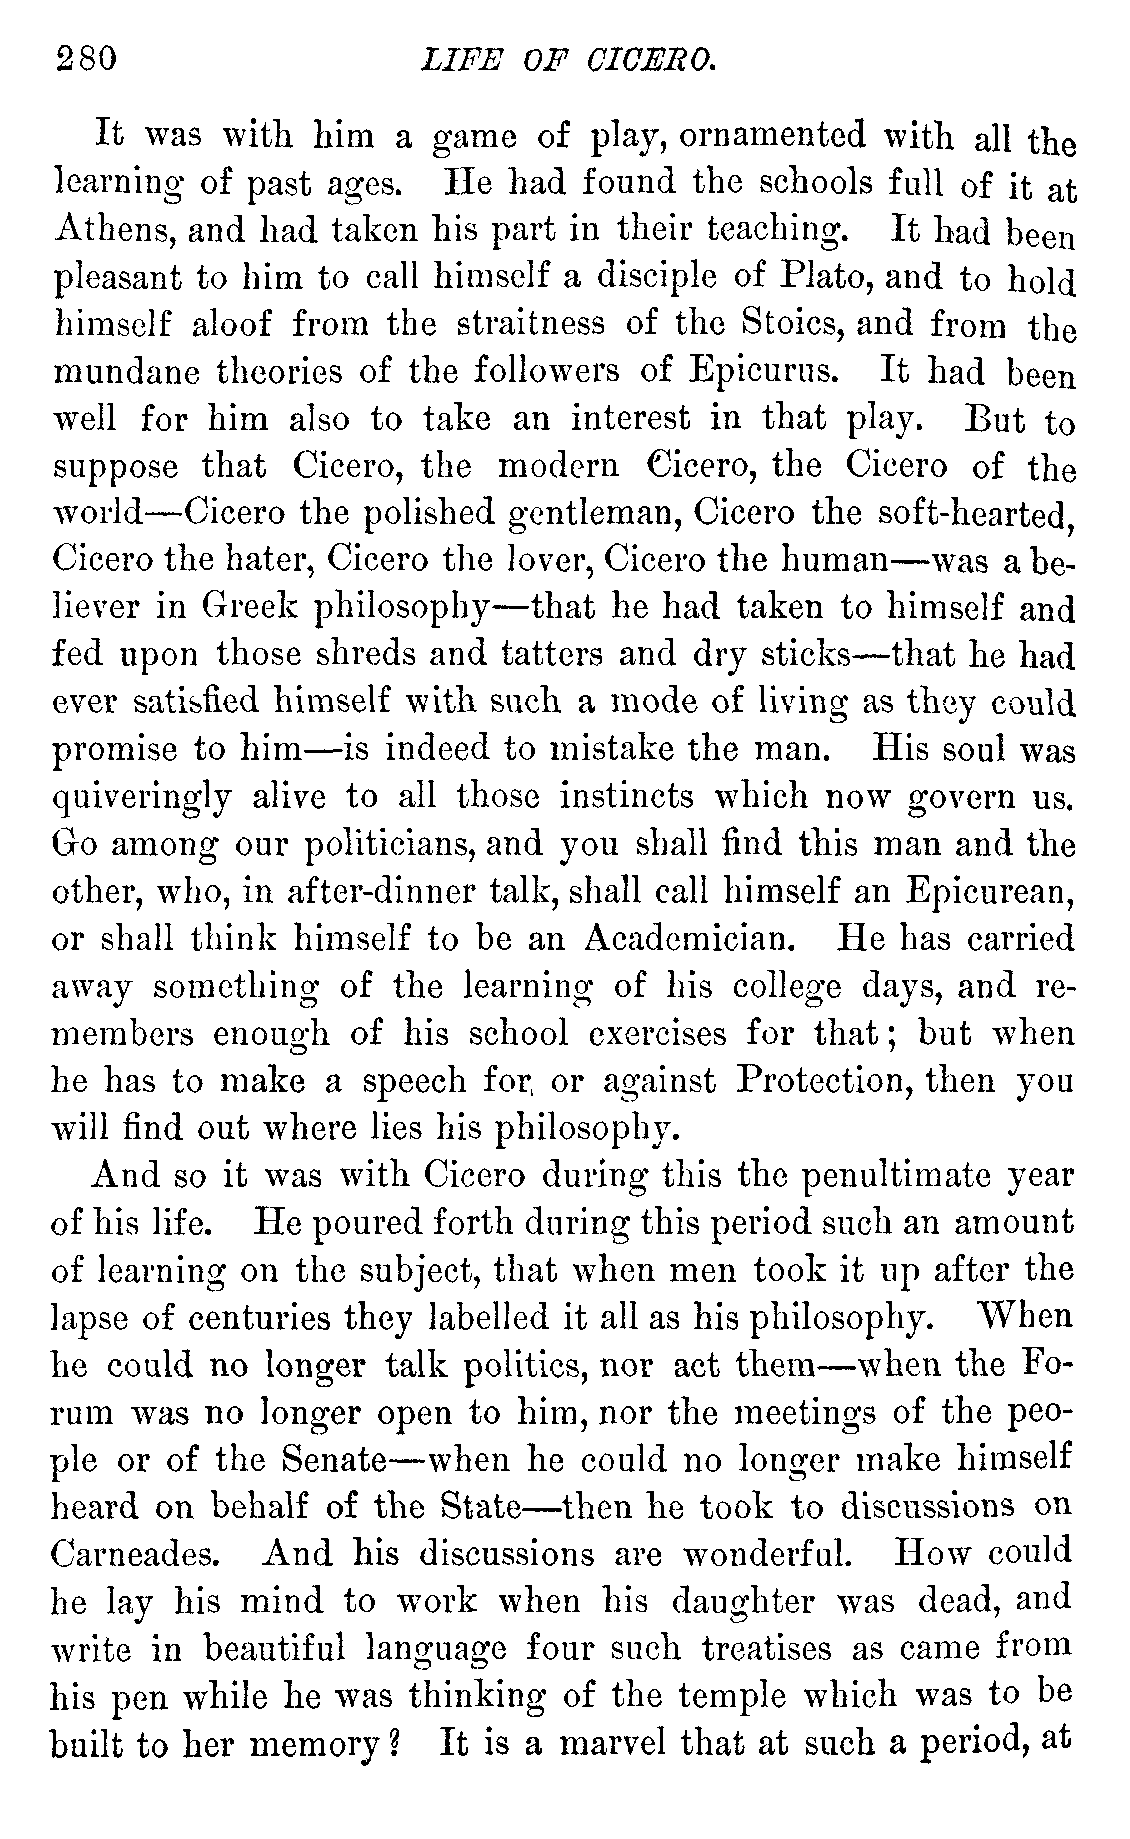 280 LIFE OF CICERO.
It was with him a game of play, ornamented with all the
learning of past ages. He had found the schools full of it at
Athens, and had taken his part in their teaching. It had been
pleasant to him to call himself a disciple of Plato, and to hold
himself aloof from the straitness of the Stoics, and from the
mundane theories of the followers of Epicurus. It had been
well for him also to take an interest in that play. But to
suppose that Cicero, the modern Cicero, the Cicero of the
world—Cicero the polished gentleman, Cicero the soft-hearted,
Cicero the hater, Cicero the lover, Cicero the human—was a be-
liever in Greek philosophy—that he had taken to himself and
fed upon those shreds and tatters and dry sticks—that he had
ever satisfied himself with such a mode of living as they could
promise to him—is indeed to mistake the man. His soul was
quiveringly alive to all those instincts which now govern us.
Go among our politicians, and you shall find this man and the
other, who, in after-dinner talk, shall call himself an Epicurean,
or shall think himself to be an Academician. He has carried
away something of the learning of his college days, and re-
members enough of his school exercises for that; but when
he has to make a speech for, or against Protection, then you
will find out where lies his philosophy.
And so it was with Cicero during this the penultimate year
of his life. He poured forth during this period such an amount
of learning on the subject, that when men took it up after the
lapse of centuries they labelled it all as his philosophy. When
he could no longer talk politics, nor act them—when the Fo-
rum was no longer open to him, nor the meetings of the peo-
ple or of the Senate—when he could no longer make himself
heard on behalf of the State—then he took to discussions on
Carneades. And his discussions are wonderful. How could
he lay his mind to work when his daughter was dead, and
write in beautiful language four such treatises as came from
his pen while he was thinking of the temple which was to be
built to her memory? It is a marvel that at such a period, at